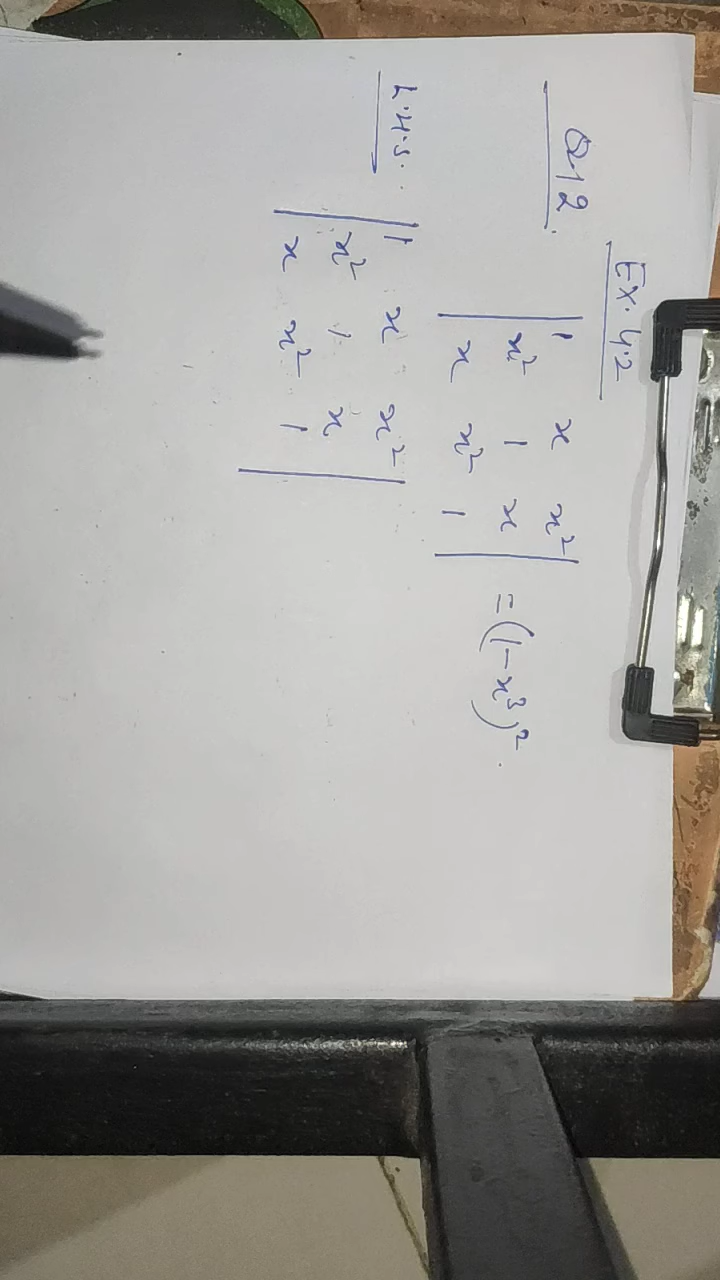 Ex. 4.2
Q.12.
| 1 x x² |
| x² 1 x | = (1-x³)².
| x x² 1 |
L.H.S.
| 1 x x² |
| x² 1 x |
| x x² 1 |